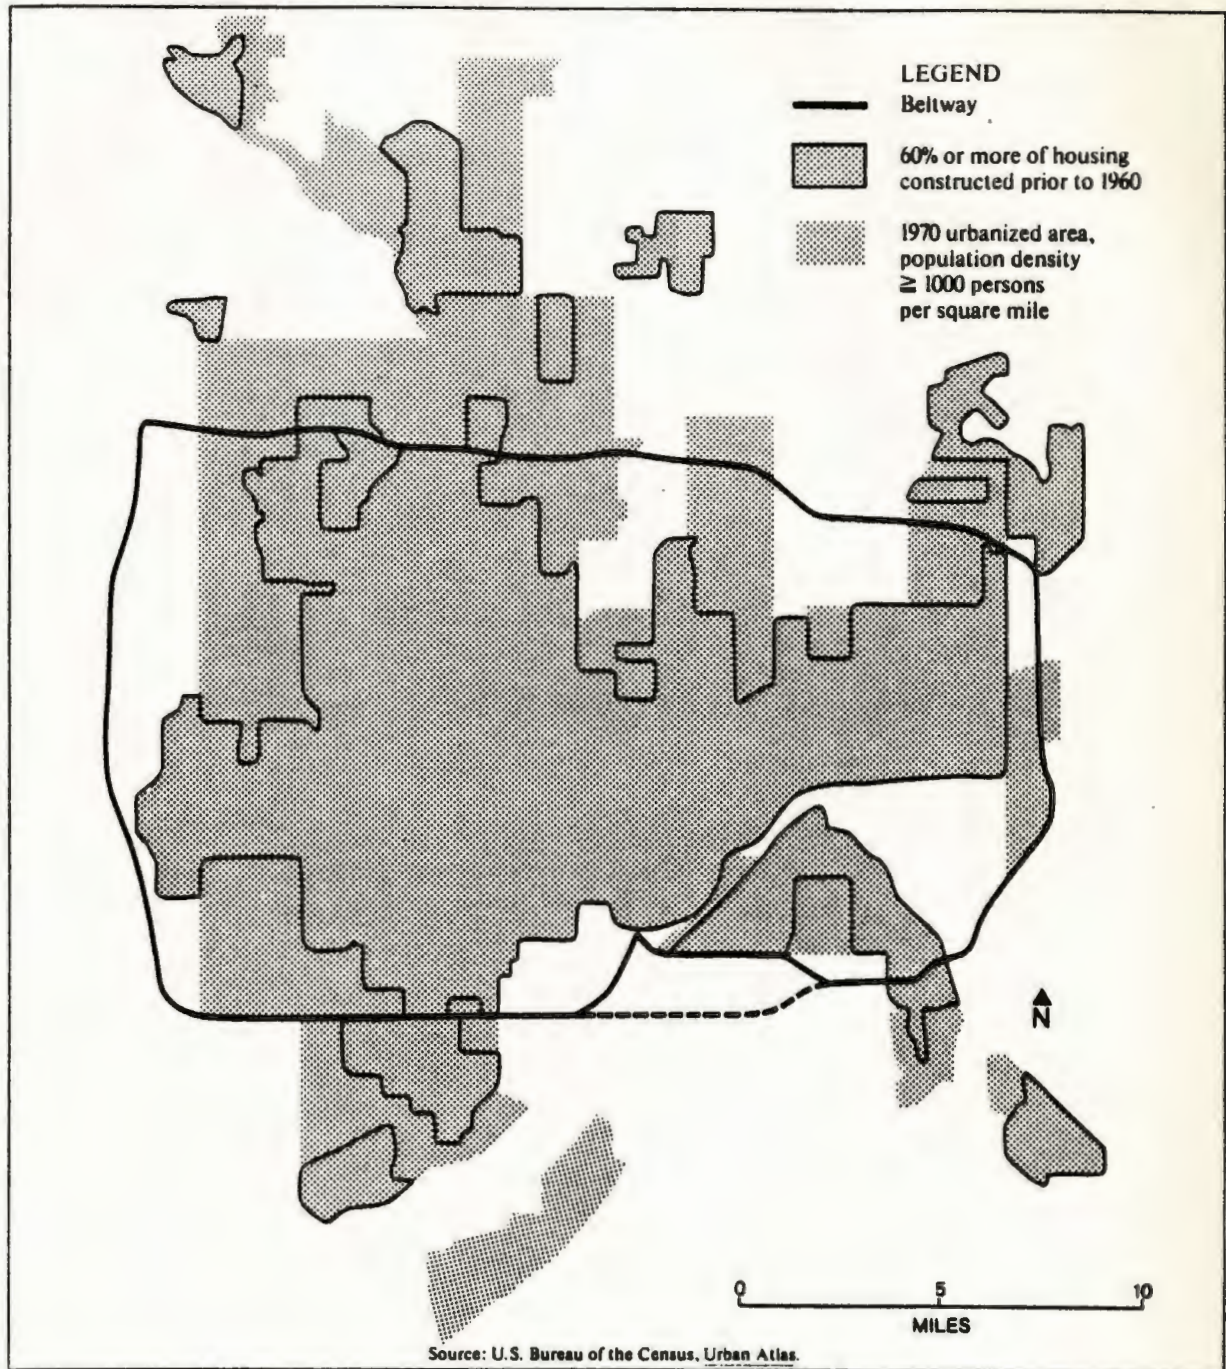 LEGEND
Beltway
60% or more of housing
constructed prior to 1960
1970 urbanized area,
population density
≧ 1000 persons
per square mile
N
0 5 10
MILES
Source: U.S. Bureau of the Census, Urban Atlas.